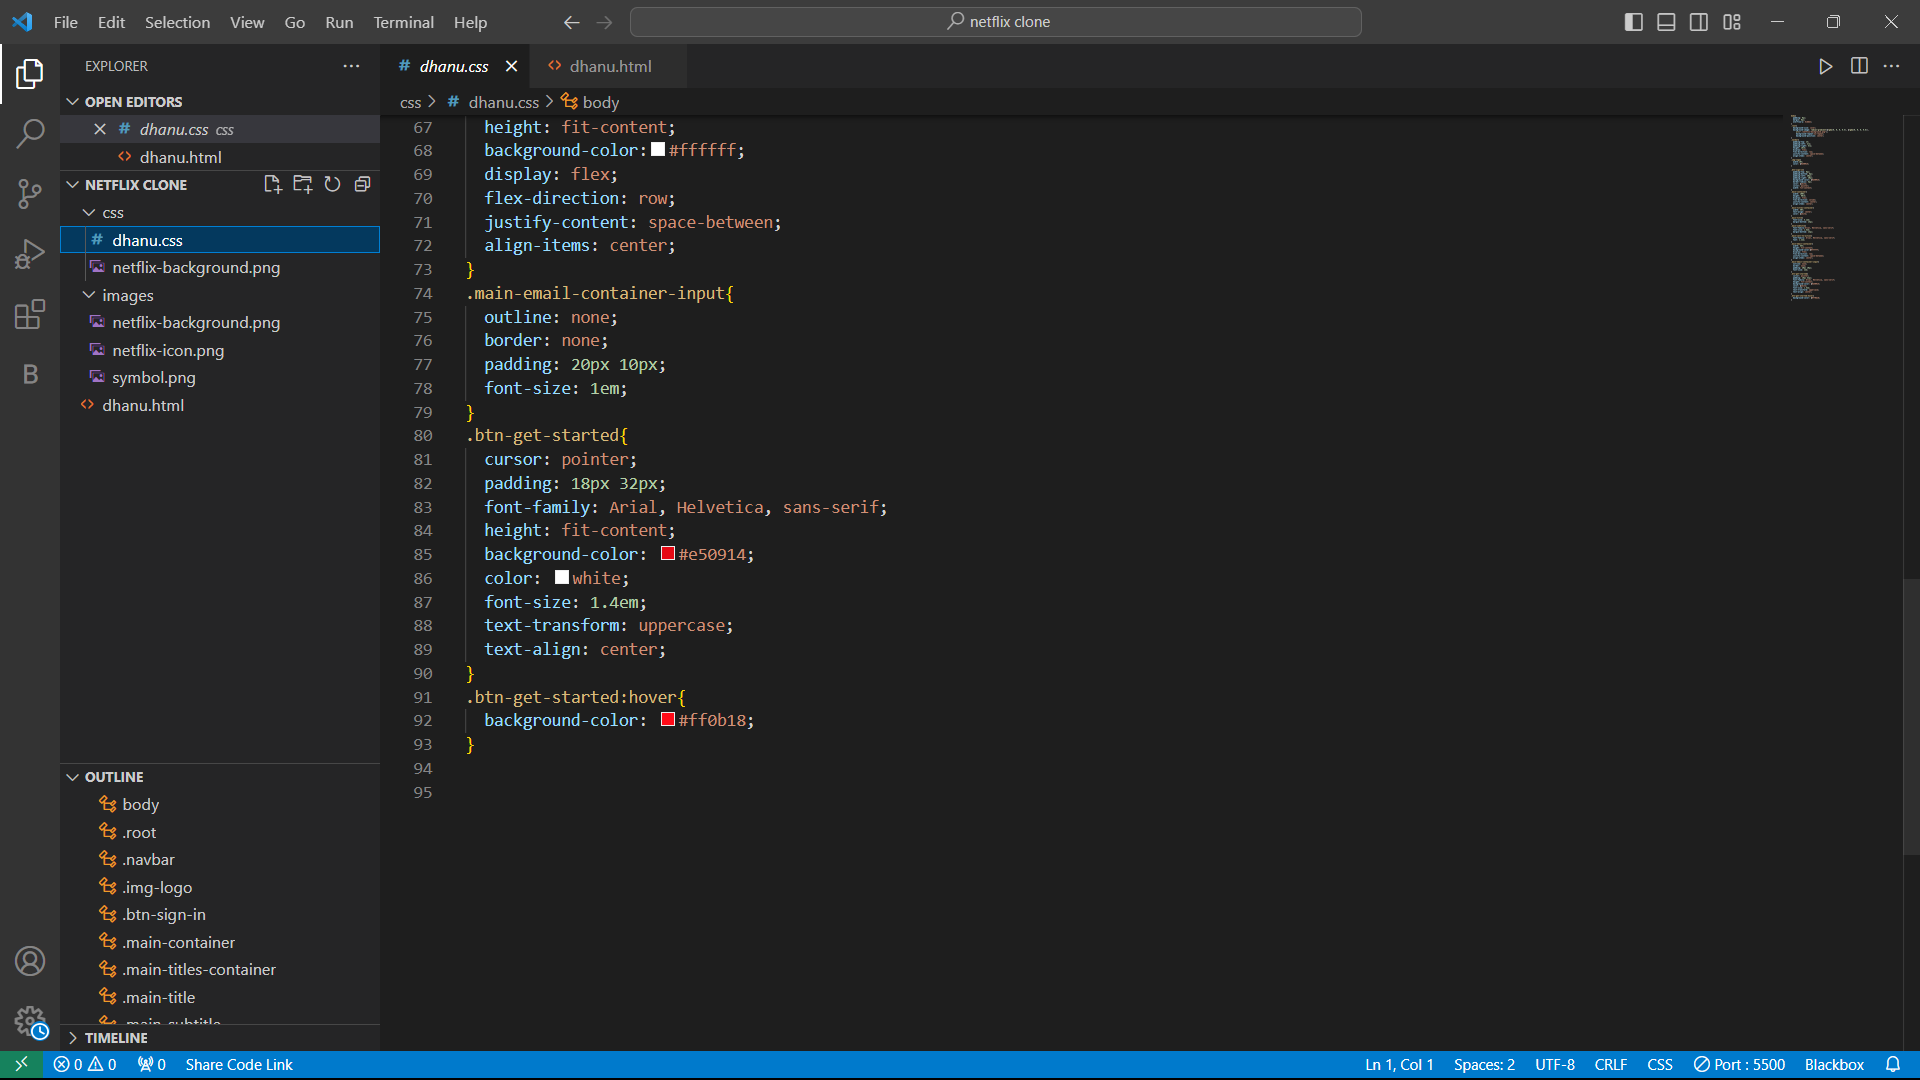 File Edit Selection View Go Run Terminal Help
netflix clone
EXPLORER
OPEN EDITORS
dhanu.css css
dhanu.html
NETFLIX CLONE
css
dhanu.css
netflix-background.png
images
netflix-background.png
netflix-icon.png
symbol.png
dhanu.html
OUTLINE
body
.root
.navbar
.img-logo
.btn-sign-in
.main-container
.main-titles-container
.main-title
.main-subtitle
TIMELINE
# dhanu.css
dhanu.html
css > # dhanu.css > body
67 height: fit-content;
68 background-color: #ffffff;
69 display: flex;
70 flex-direction: row;
71 justify-content: space-between;
72 align-items: center;
73 }
74 .main-email-container-input{
75 outline: none;
76 border: none;
77 padding: 20px 10px;
78 font-size: 1em;
79 }
80 .btn-get-started{
81 cursor: pointer;
82 padding: 18px 32px;
83 font-family: Arial, Helvetica, sans-serif;
84 height: fit-content;
85 background-color: #e50914;
86 color: white;
87 font-size: 1.4em;
88 text-transform: uppercase;
89 text-align: center;
90 }
91 .btn-get-started:hover{
92 background-color: #ff0b18;
93 }
94
95
0 0 0 Share Code Link Ln 1, Col 1 Spaces: 2 UTF-8 CRLF CSS Port : 5500 Blackbox